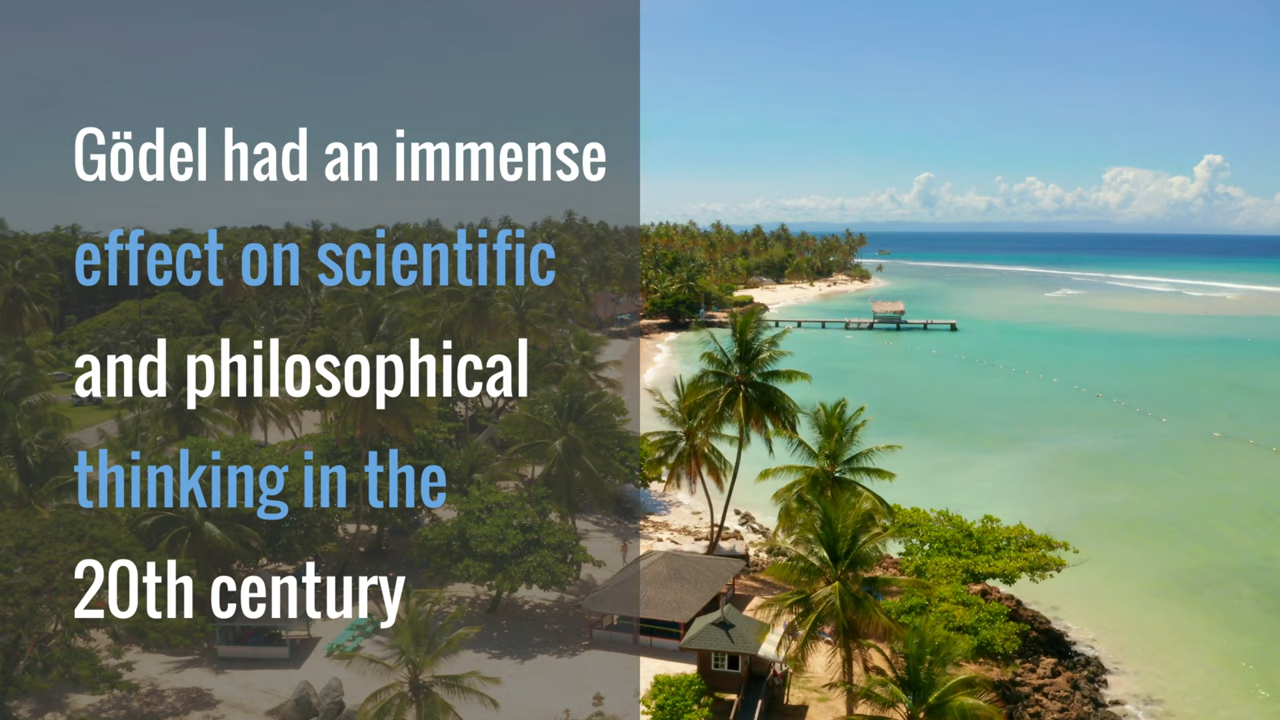 Gödel had an immense
effect on scientific
and philosophical
thinking in the
20th century